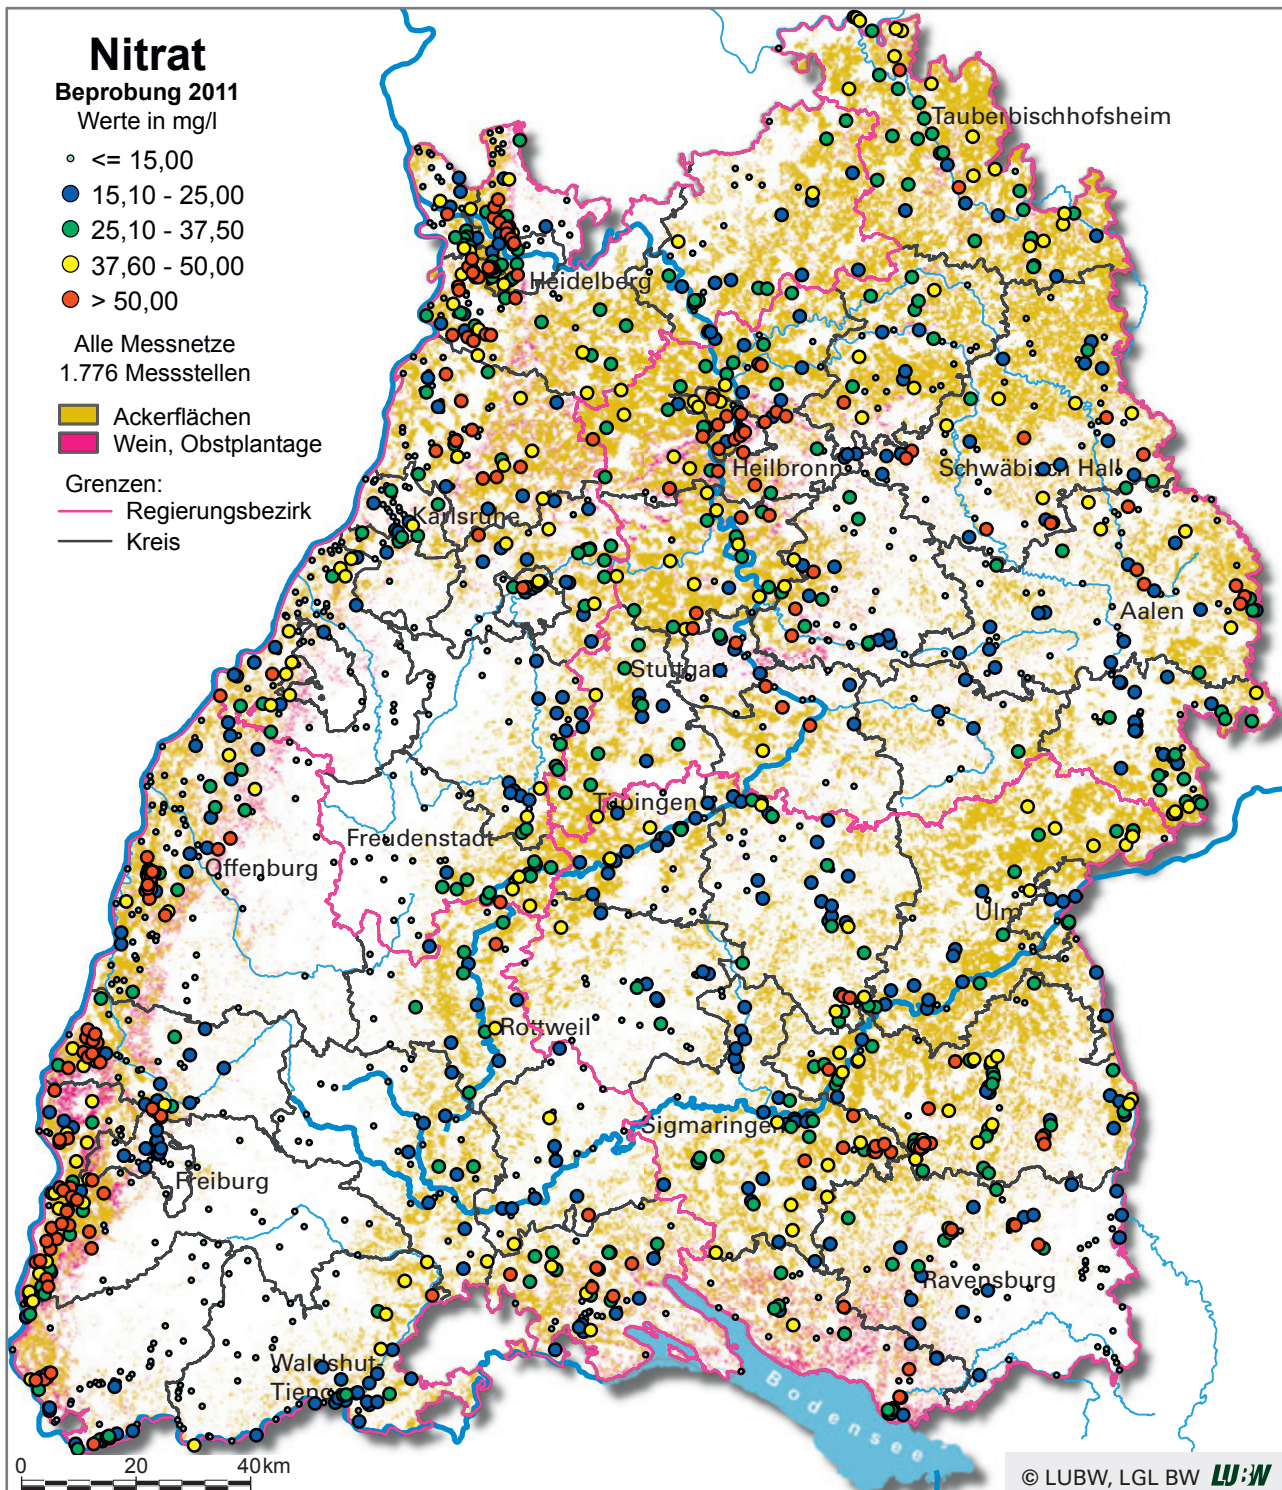 Nitrat
Beprobung 2011
Werte in mg/l
<= 15,00
15,10 - 25,00
25,10 - 37,50
37,60 - 50,00
> 50,00
Alle Messnetze
1.776 Messstellen
Ackerflächen
Wein, Obstplantage
Grenzen:
Regierungsbezirk
Kreis
Tauberbischhofsheim
Heidelberg
Heilbronn
Schwäbisch Hall
Karlsruhe
Aalen
Stuttgart
Tübingen
Freudenstadt
Offenburg
Ulm
Rottweil
Sigmaringen
Freiburg
Ravensburg
Waldshut
Tiengen
Bodensee
0 20 40km
© LUBW, LGL BW LUBW